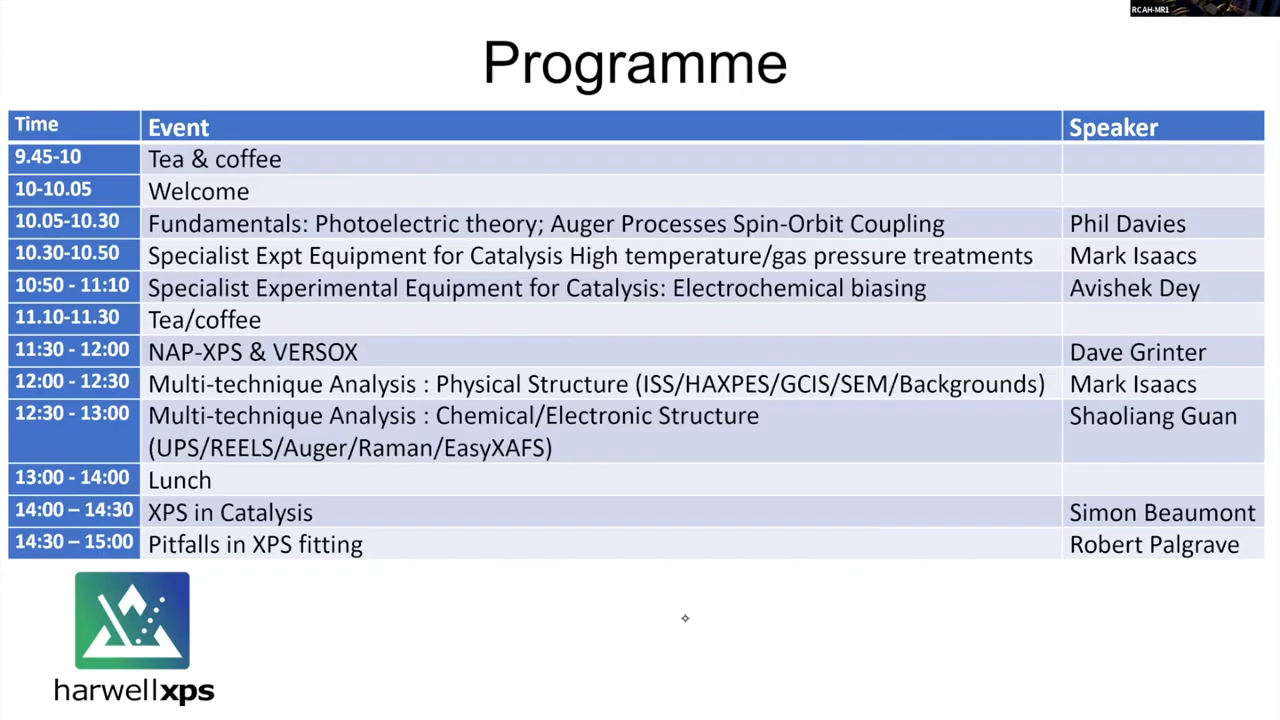 RCAH-MR1
Programme
Time Event Speaker
9.45-10 Tea & coffee
10-10.05 Welcome
10.05-10.30 Fundamentals: Photoelectric theory; Auger Processes Spin-Orbit Coupling Phil Davies
10.30-10.50 Specialist Expt Equipment for Catalysis High temperature/gas pressure treatments Mark Isaacs
10:50 - 11:10 Specialist Experimental Equipment for Catalysis: Electrochemical biasing Avishek Dey
11.10-11.30 Tea/coffee
11:30 - 12:00 NAP-XPS & VERSOX Dave Grinter
12:00 - 12:30 Multi-technique Analysis : Physical Structure (ISS/HAXPES/GCIS/SEM/Backgrounds) Mark Isaacs
12:30 - 13:00 Multi-technique Analysis : Chemical/Electronic Structure Shaoliang Guan
(UPS/REELS/Auger/Raman/EasyXAFS)
13:00 - 14:00 Lunch
14:00 – 14:30 XPS in Catalysis Simon Beaumont
14:30 – 15:00 Pitfalls in XPS fitting Robert Palgrave
harwellxps